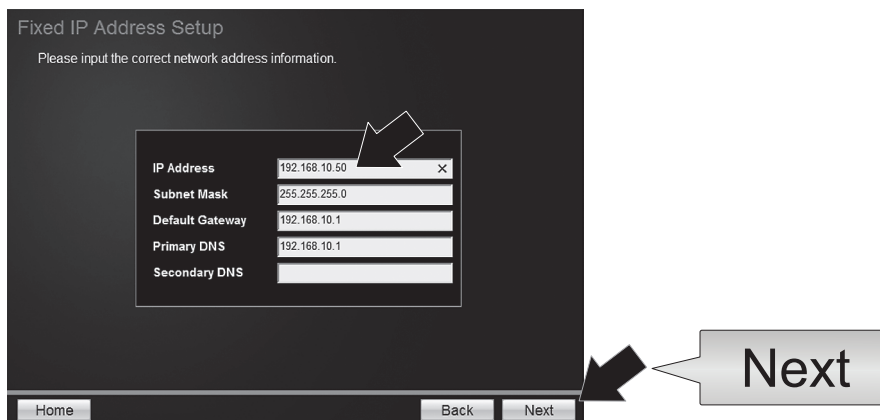 Fixed IP Address Setup
Please input the correct network address information.
IP Address 192.168.10.50 ×
Subnet Mask 255.255.255.0
Default Gateway 192.168.10.1
Primary DNS 192.168.10.1
Secondary DNS
Home Back Next
Next